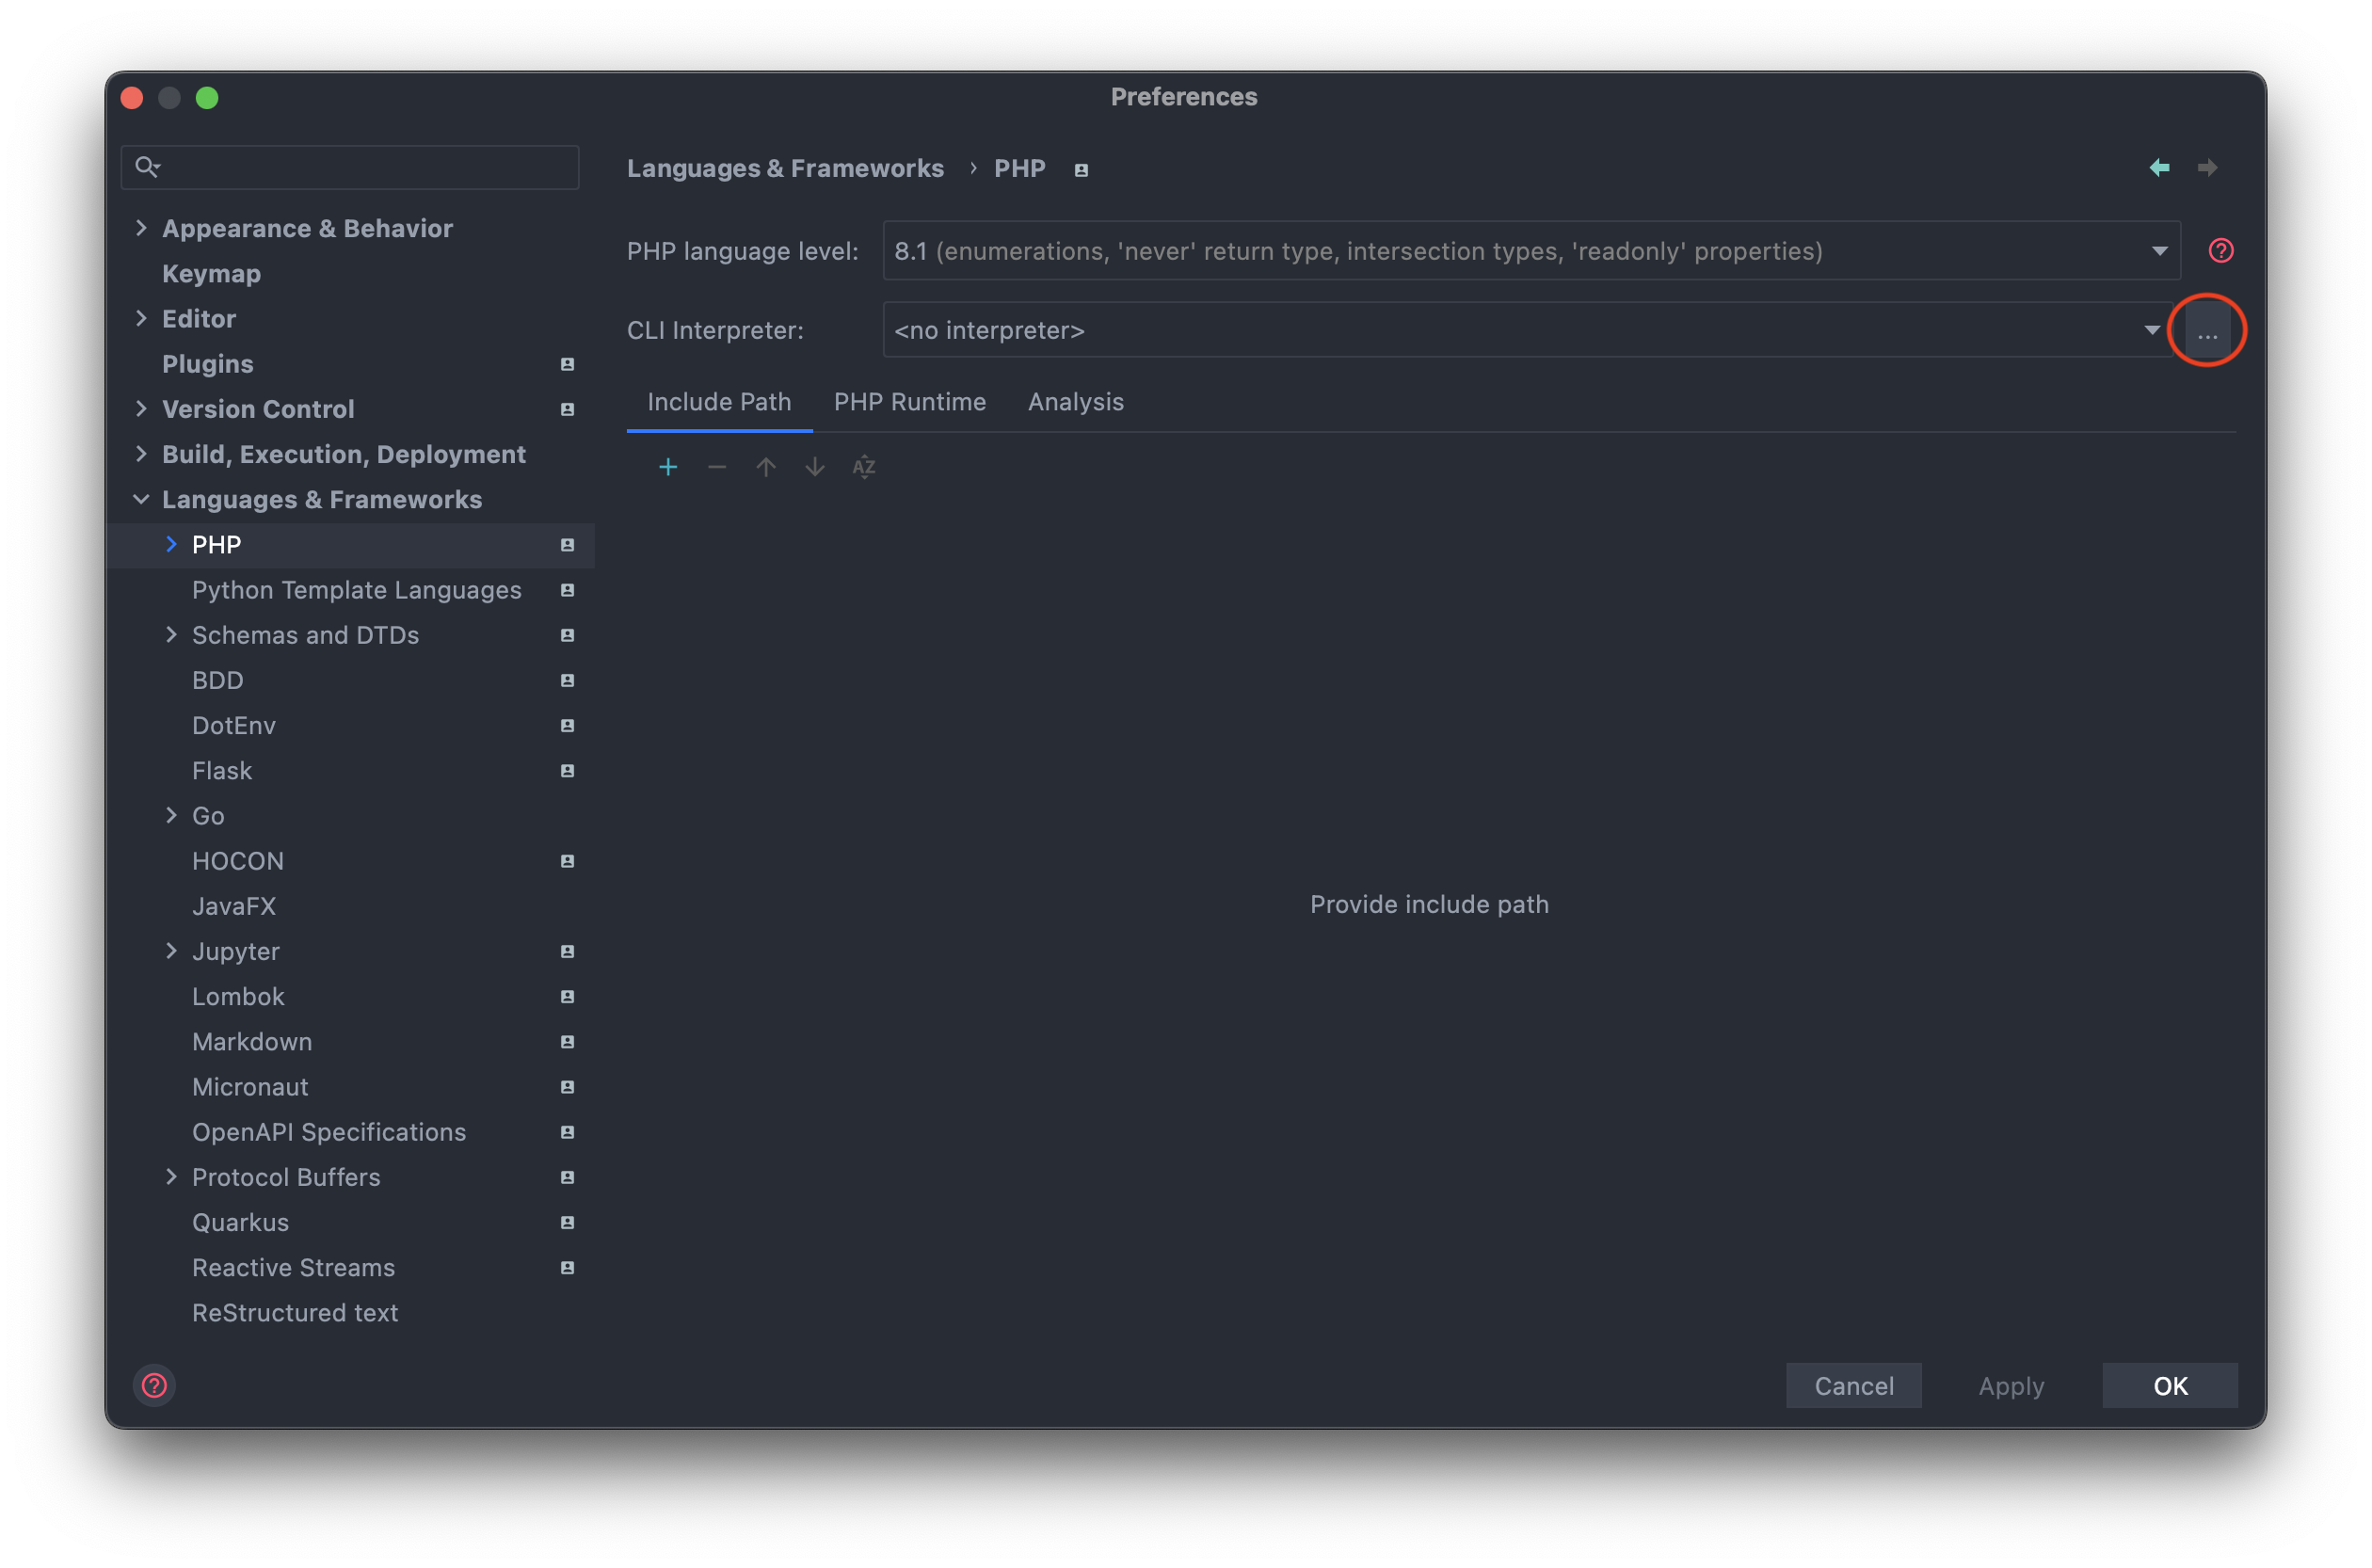 Preferences
Appearance & Behavior
Keymap
Editor
Plugins
Version Control
Build, Execution, Deployment
Languages & Frameworks
PHP
Python Template Languages
Schemas and DTDs
BDD
DotEnv
Flask
Go
HOCON
JavaFX
Jupyter
Lombok
Markdown
Micronaut
OpenAPI Specifications
Protocol Buffers
Quarkus
Reactive Streams
ReStructured text
Languages & Frameworks › PHP
PHP language level: 8.1 (enumerations, 'never' return type, intersection types, 'readonly' properties)
CLI Interpreter: <no interpreter> ...
Include Path PHP Runtime Analysis
AZ
Provide include path
? Cancel Apply OK